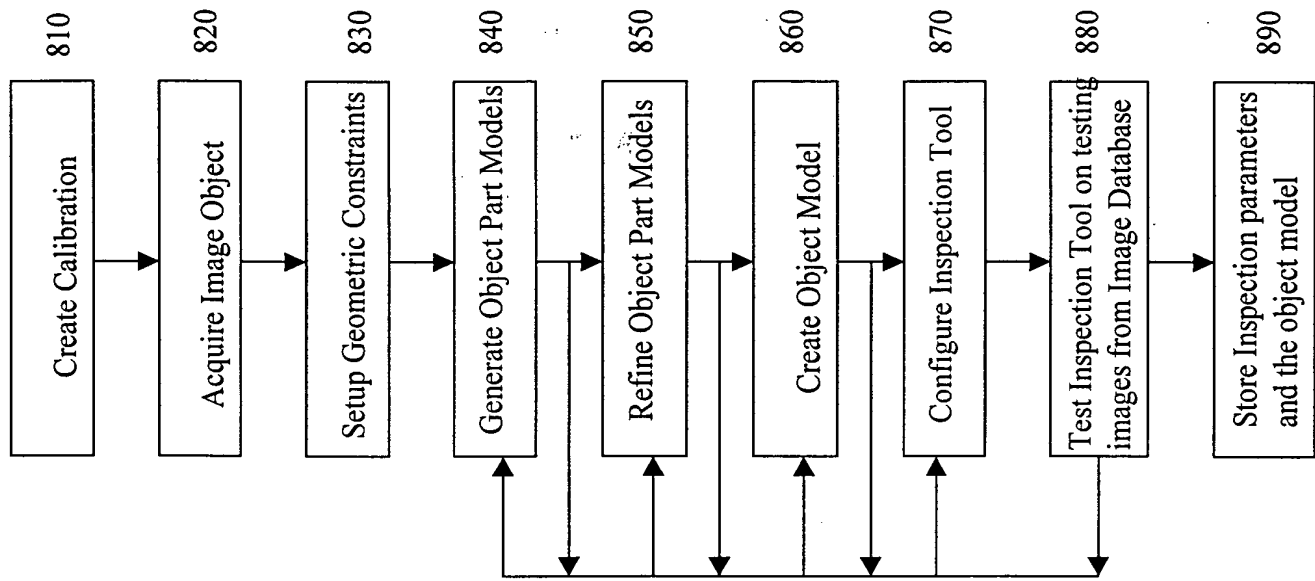 810
Create Calibration
820
Acquire Image Object
830
Setup Geometric Constraints
840
Generate Object Part Models
850
Refine Object Part Models
860
Create Object Model
870
Configure Inspection Tool
880
Test Inspection Tool on testing
images from Image Database
890
Store Inspection parameters
and the object model